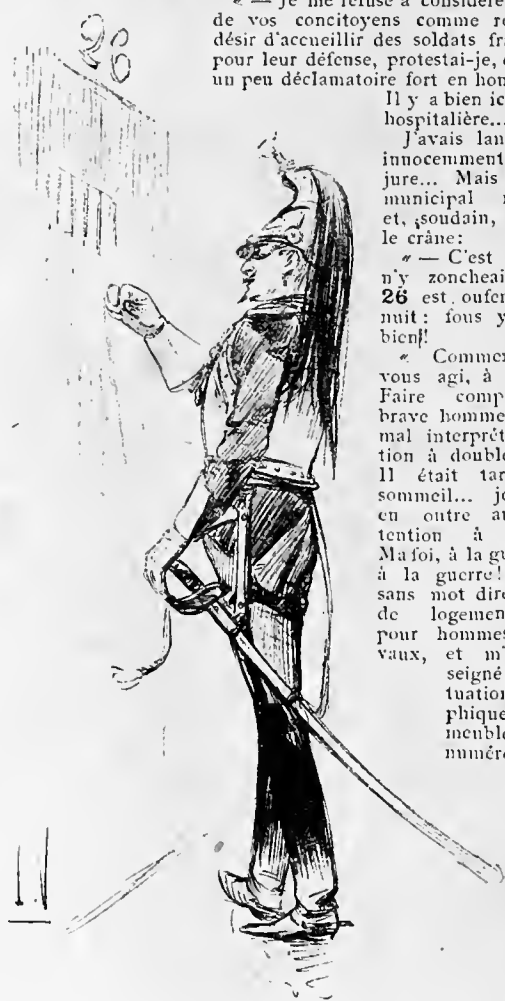 « — Je me refuse à considére
de vos concitoyens comme re
désir d'accueillir des soldats fra
pour leur défense, protestai-je,
un peu déclamatoire fort en hon
26
Il y a bien ic
hospitalière...
J'avais lan
innocemment
jure... Mais
municipal
et, soudain,
le crâne:
« — C'est
n'y zoncheai
26 est. oufer
nuit: fous y
bien!!
« Commen
vous agi, à
Faire comp
brave homme
mal interprét
tion à double
Il était tar
sommeil... jo
en outre au
tention à
Ma foi, à la gu
à la guerre!
sans mot dire
de logemen
pour hommes
vaux, et m'
seigné
tuation
phique
meuble
numéro